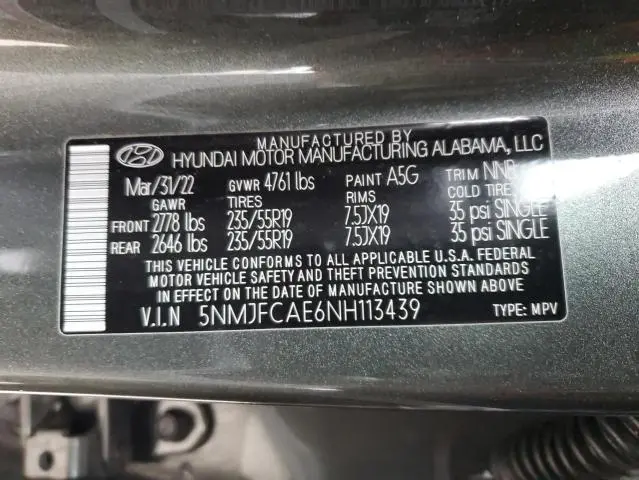 MANUFACTURED BY
HYUNDAI MOTOR MANUFACTURING ALABAMA, LLC
Mar/31/22 GVWR 4761 lbs PAINT A5G TRIM NNB
GAWR TIRES RIMS COLD TIRE
FRONT 2778 lbs 235/55R19 7.5JX19 35 psi SINGLE
REAR 2646 lbs 235/55R19 7.5JX19 35 psi SINGLE
THIS VEHICLE CONFORMS TO ALL APPLICABLE U.S.A. FEDERAL
MOTOR VEHICLE SAFETY AND THEFT PREVENTION STANDARDS
IN EFFECT ON THE DATE OF MANUFACTURE SHOWN ABOVE
V.I.N 5NMJFCAE6NH113439 TYPE: MPV